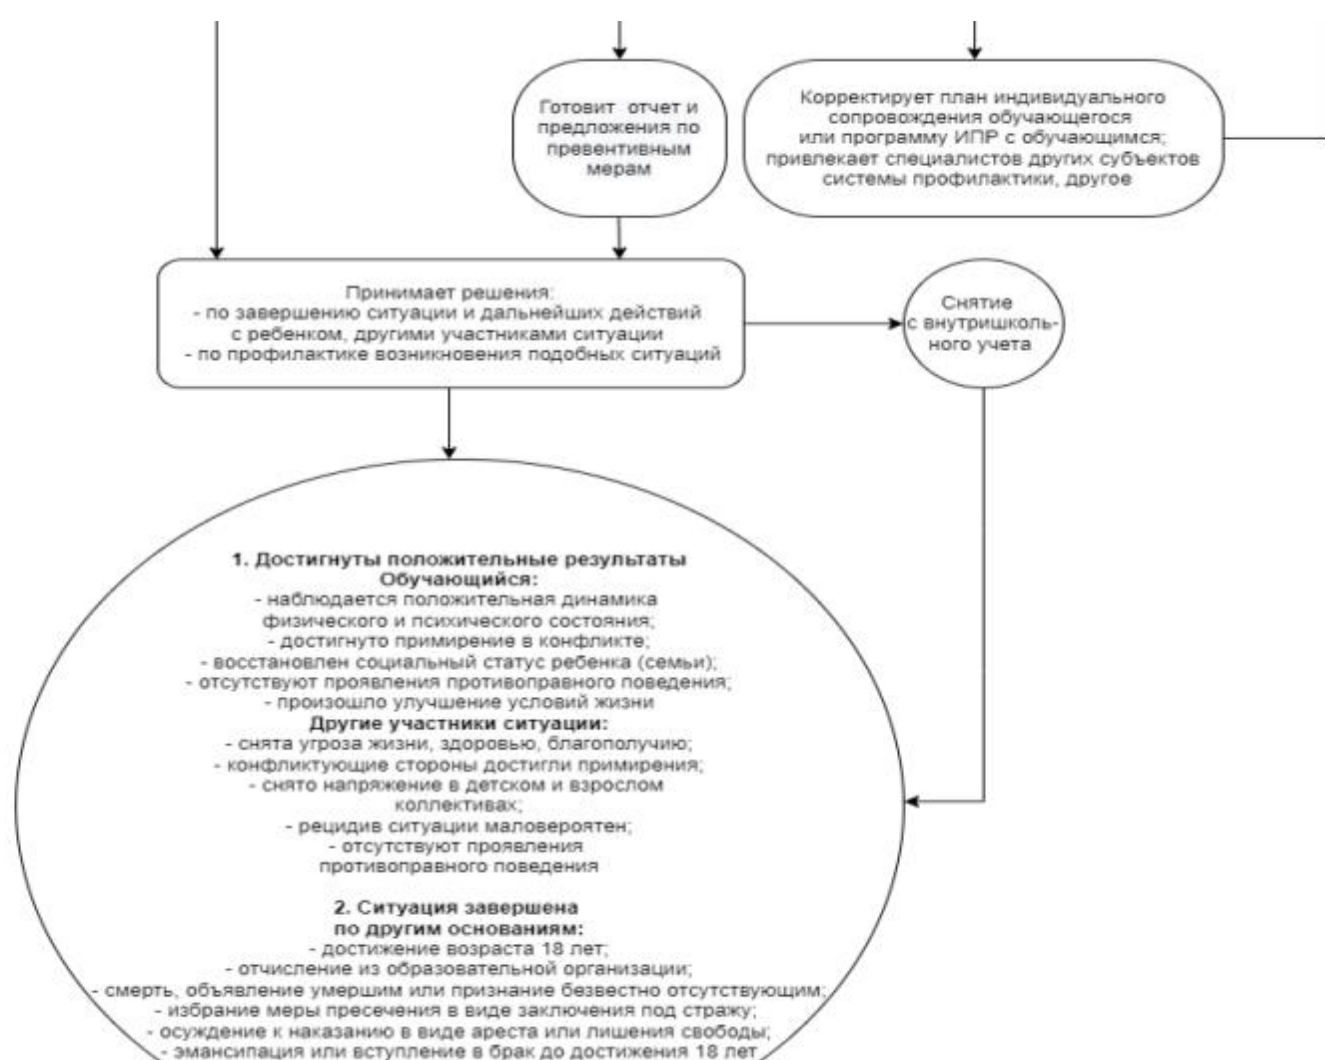 Готовит отчет и
предложения по
превентивным
мерам
Корректирует план индивидуального
сопровождения обучающегося
или программу ИПР с обучающимся;
привлекает специалистов других субъектов
системы профилактики, другое
Принимает решения:
- по завершению ситуации и дальнейших действий
с ребенком, другими участниками ситуации
- по профилактике возникновения подобных ситуаций
Снятие
с внутришколь-
ного учета
1. Достигнуты положительные результаты
Обучающийся:
- наблюдается положительная динамика
физического и психического состояния;
- достигнуто примирение в конфликте;
- восстановлен социальный статус ребенка (семьи);
- отсутствуют проявления противоправного поведения;
- произошло улучшение условий жизни
Другие участники ситуации:
- снята угроза жизни, здоровью, благополучию;
- конфликтующие стороны достигли примирения;
- снято напряжение в детском и взрослом
коллективах;
- рецидив ситуации маловероятен;
- отсутствуют проявления
противоправного поведения
2. Ситуация завершена
по другим основаниям:
- достижение возраста 18 лет;
- отчисление из образовательной организации;
- смерть, объявление умершим или признание безвестно отсутствующим;
- избрание меры пресечения в виде заключения под стражу;
- осуждение к наказанию в виде ареста или лишения свободы;
- эмансипация или вступление в брак до достижения 18 лет